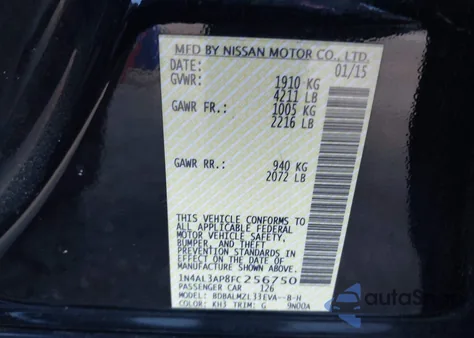 MFD BY NISSAN MOTOR CO., LTD.
DATE: 01/15
GVWR: 1910 KG
4211 LB
GAWR FR.: 1005 KG
2216 LB
GAWR RR.: 940 KG
2072 LB
THIS VEHICLE CONFORMS TO
ALL APPLICABLE FEDERAL
MOTOR VEHICLE SAFETY,
BUMPER, AND THEFT
PREVENTION STANDARDS IN
EFFECT ON THE DATE OF
MANUFACTURE SHOWN ABOVE.
1N4AL3AP8FC256750
PASSENGER CAR 126
MODEL: BDBALMZL33EVA--B-H
COLOR: KH3 TRIM: G 9N00A
autoStar